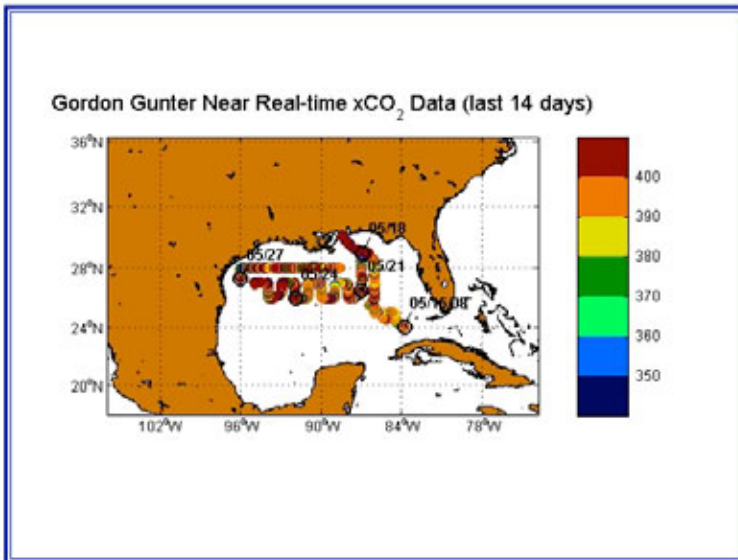 Gordon Gunter Near Real-time xCO₂ Data (last 14 days)
36°N
32°N
28°N
24°N
20°N
102°W
96°W
90°W
84°W
78°W
05/18
05/27
05/21
05/24
05/15/08
400
390
380
370
360
350